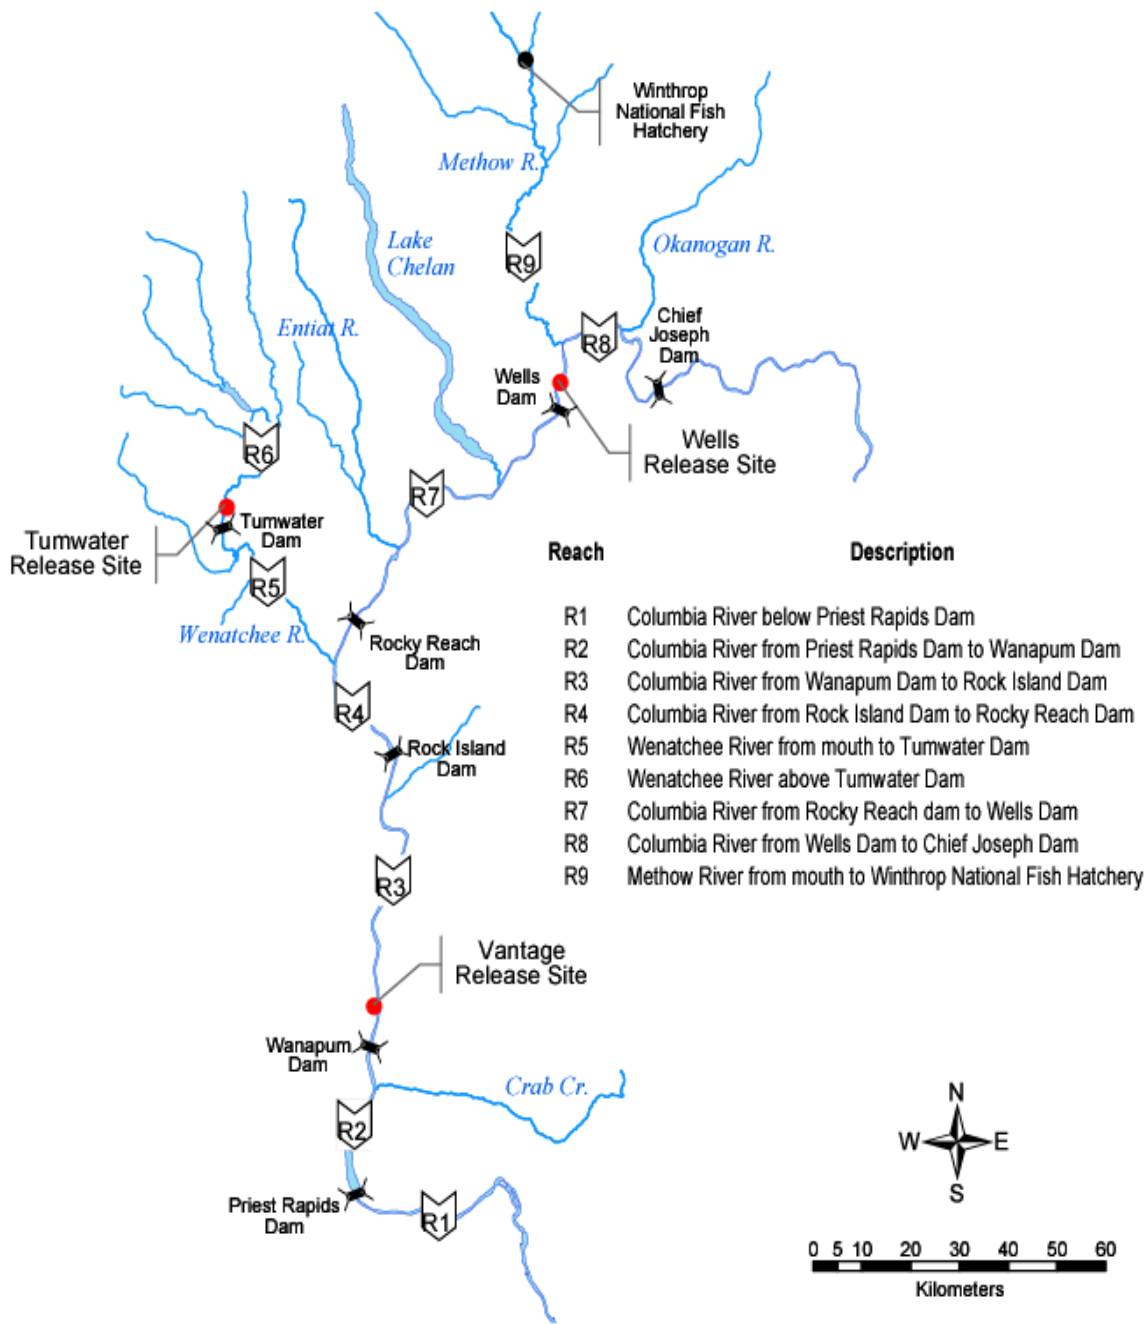 Winthrop
National Fish
Hatchery
Methow R.
Okanogan R.
Lake
Chelan
R9
Entiat R.
Chief
Joseph
Dam
R8
Wells
Dam
Wells
Release Site
R6
R7
Tumwater
Dam
Tumwater
Release Site
R5
Wenatchee R.
Rocky Reach
Dam
R4
Rock Island
Dam
Reach Description
R1 Columbia River below Priest Rapids Dam
R2 Columbia River from Priest Rapids Dam to Wanapum Dam
R3 Columbia River from Wanapum Dam to Rock Island Dam
R4 Columbia River from Rock Island Dam to Rocky Reach Dam
R5 Wenatchee River from mouth to Tumwater Dam
R6 Wenatchee River above Tumwater Dam
R7 Columbia River from Rocky Reach dam to Wells Dam
R8 Columbia River from Wells Dam to Chief Joseph Dam
R9 Methow River from mouth to Winthrop National Fish Hatchery
R3
Vantage
Release Site
Wanapum
Dam
Crab Cr.
R2
Priest Rapids
Dam
R1
N
W E
S
0 5 10 20 30 40 50 60
Kilometers